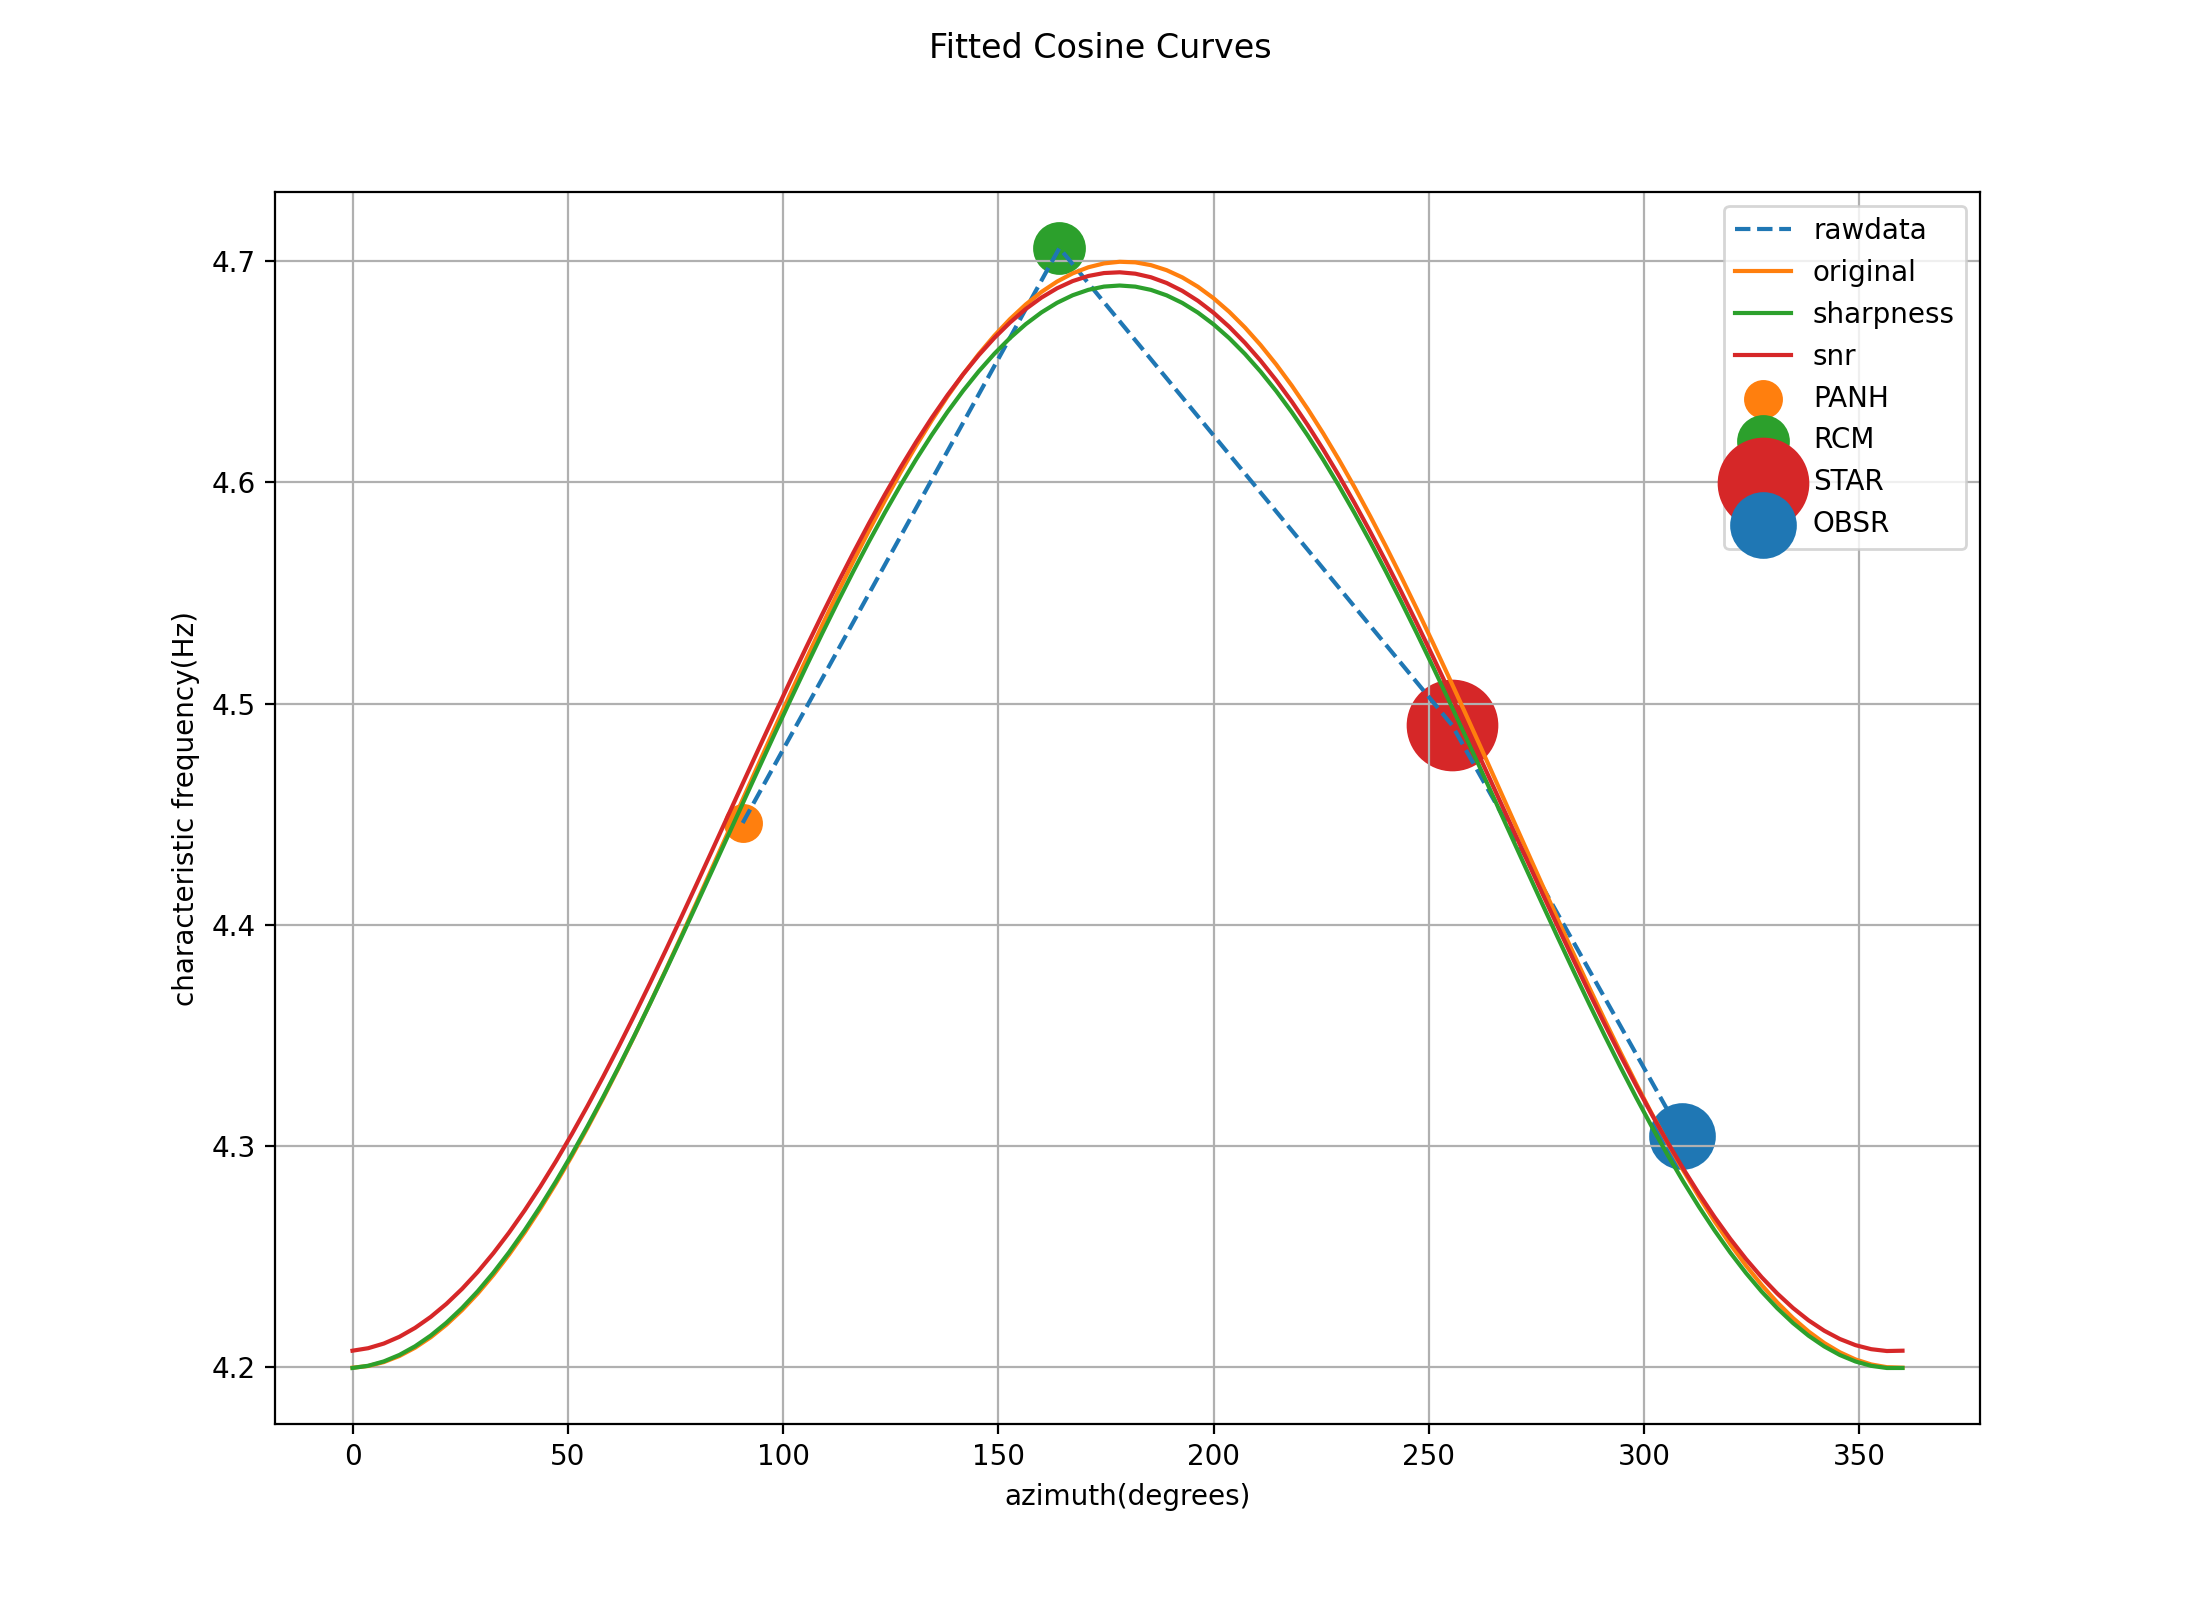 Fitted Cosine Curves
rawdata
original
sharpness
snr
PANH
RCM
STAR
OBSR
characteristic frequency(Hz)
4.7
4.6
4.5
4.4
4.3
4.2
0 50 100 150 200 250 300 350
azimuth(degrees)